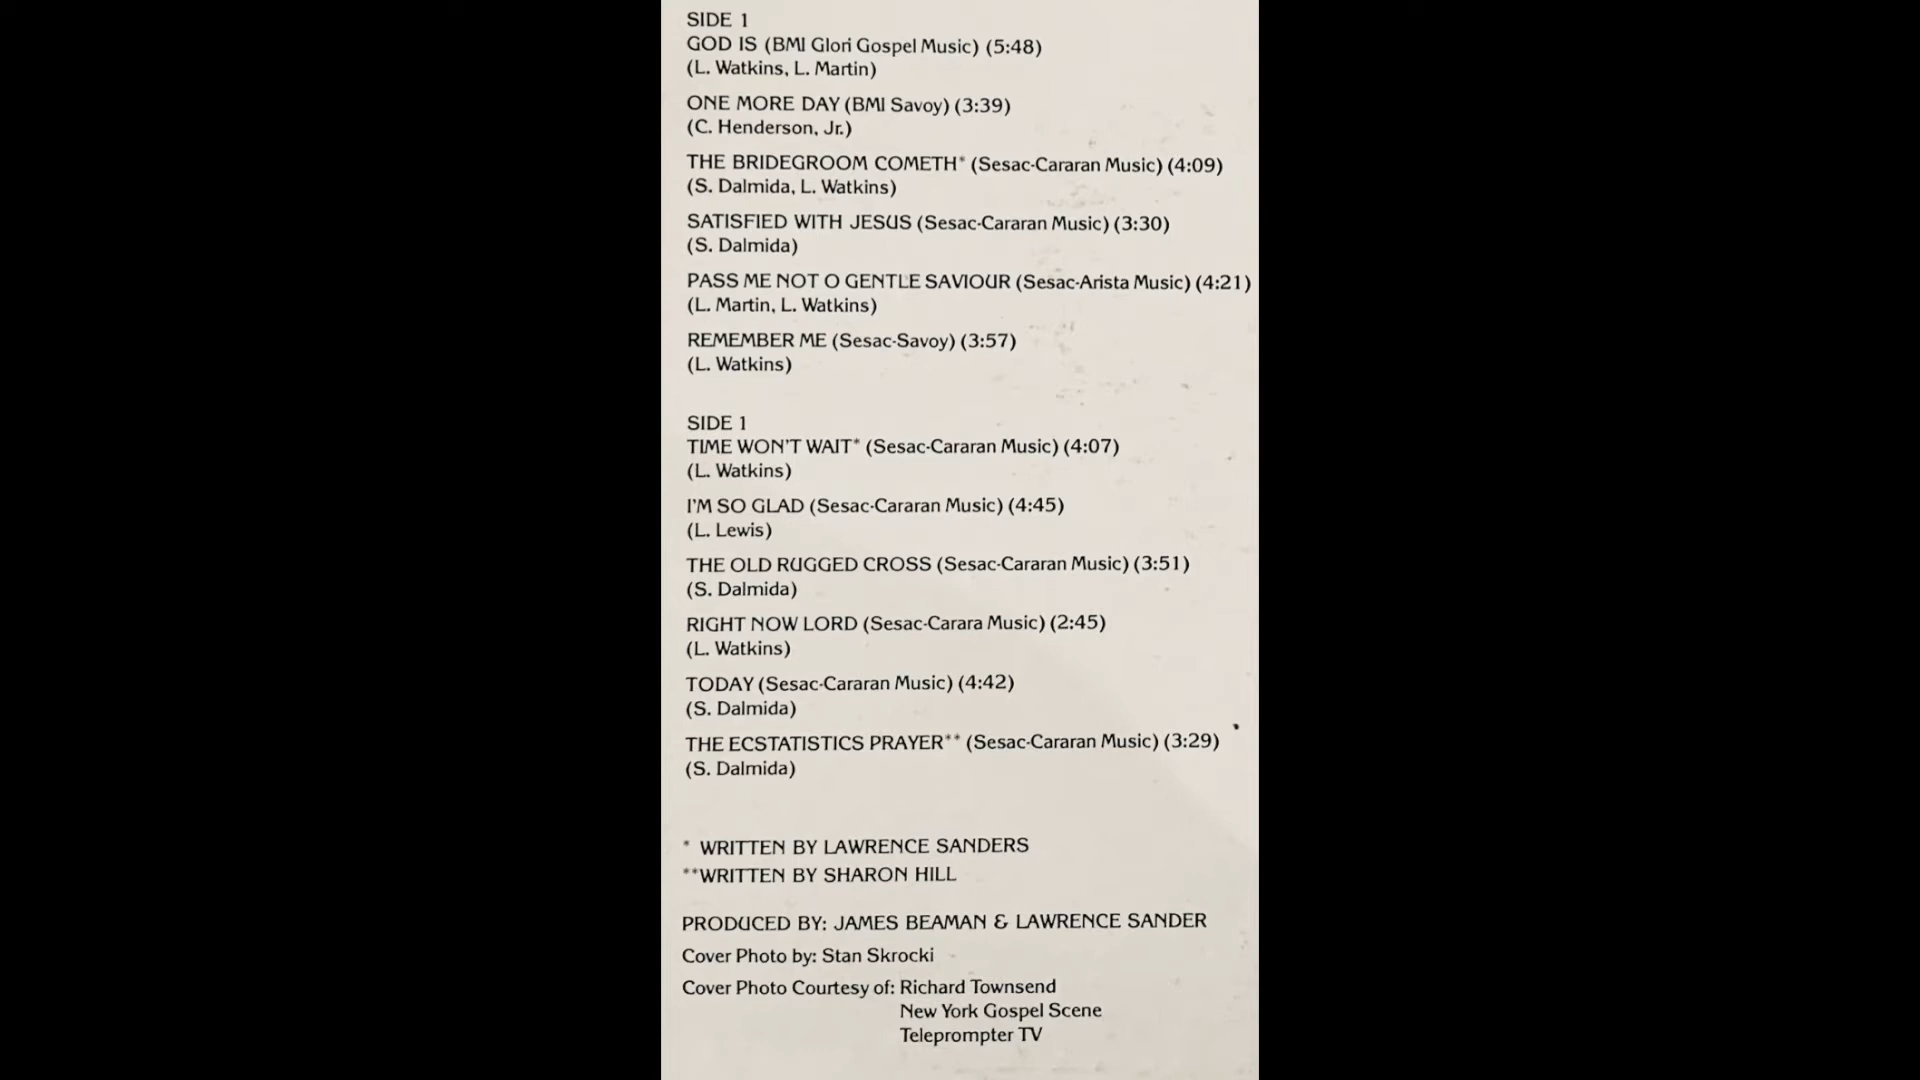 SIDE 1
GOD IS (BMI Glori Gospel Music) (5:48)
(L. Watkins, L. Martin)
ONE MORE DAY (BMI Savoy) (3:39)
(C. Henderson, Jr.)
THE BRIDEGROOM COMETH* (Sesac-Cararan Music) (4:09)
(S. Dalmida, L. Watkins)
SATISFIED WITH JESUS (Sesac-Cararan Music) (3:30)
(S. Dalmida)
PASS ME NOT O GENTLE SAVIOUR (Sesac-Arista Music) (4:21)
(L. Martin, L. Watkins)
REMEMBER ME (Sesac-Savoy) (3:57)
(L. Watkins)
SIDE 1
TIME WON'T WAIT* (Sesac-Cararan Music) (4:07)
(L. Watkins)
I'M SO GLAD (Sesac-Cararan Music) (4:45)
(L. Lewis)
THE OLD RUGGED CROSS (Sesac-Cararan Music) (3:51)
(S. Dalmida)
RIGHT NOW LORD (Sesac-Carara Music) (2:45)
(L. Watkins)
TODAY (Sesac-Cararan Music) (4:42)
(S. Dalmida)
THE ECSTATISTICS PRAYER** (Sesac-Cararan Music) (3:29)
(S. Dalmida)
* WRITTEN BY LAWRENCE SANDERS
**WRITTEN BY SHARON HILL
PRODUCED BY: JAMES BEAMAN & LAWRENCE SANDER
Cover Photo by: Stan Skrocki
Cover Photo Courtesy of: Richard Townsend
New York Gospel Scene
Teleprompter TV